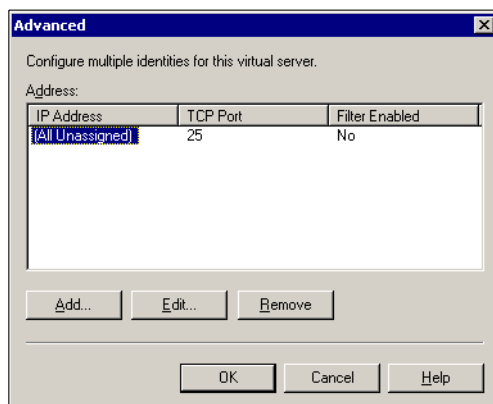 Advanced
Configure multiple identities for this virtual server.
Address:
IP Address TCP Port Filter Enabled
(All Unassigned) 25 No
Add... Edit... Remove
OK Cancel Help